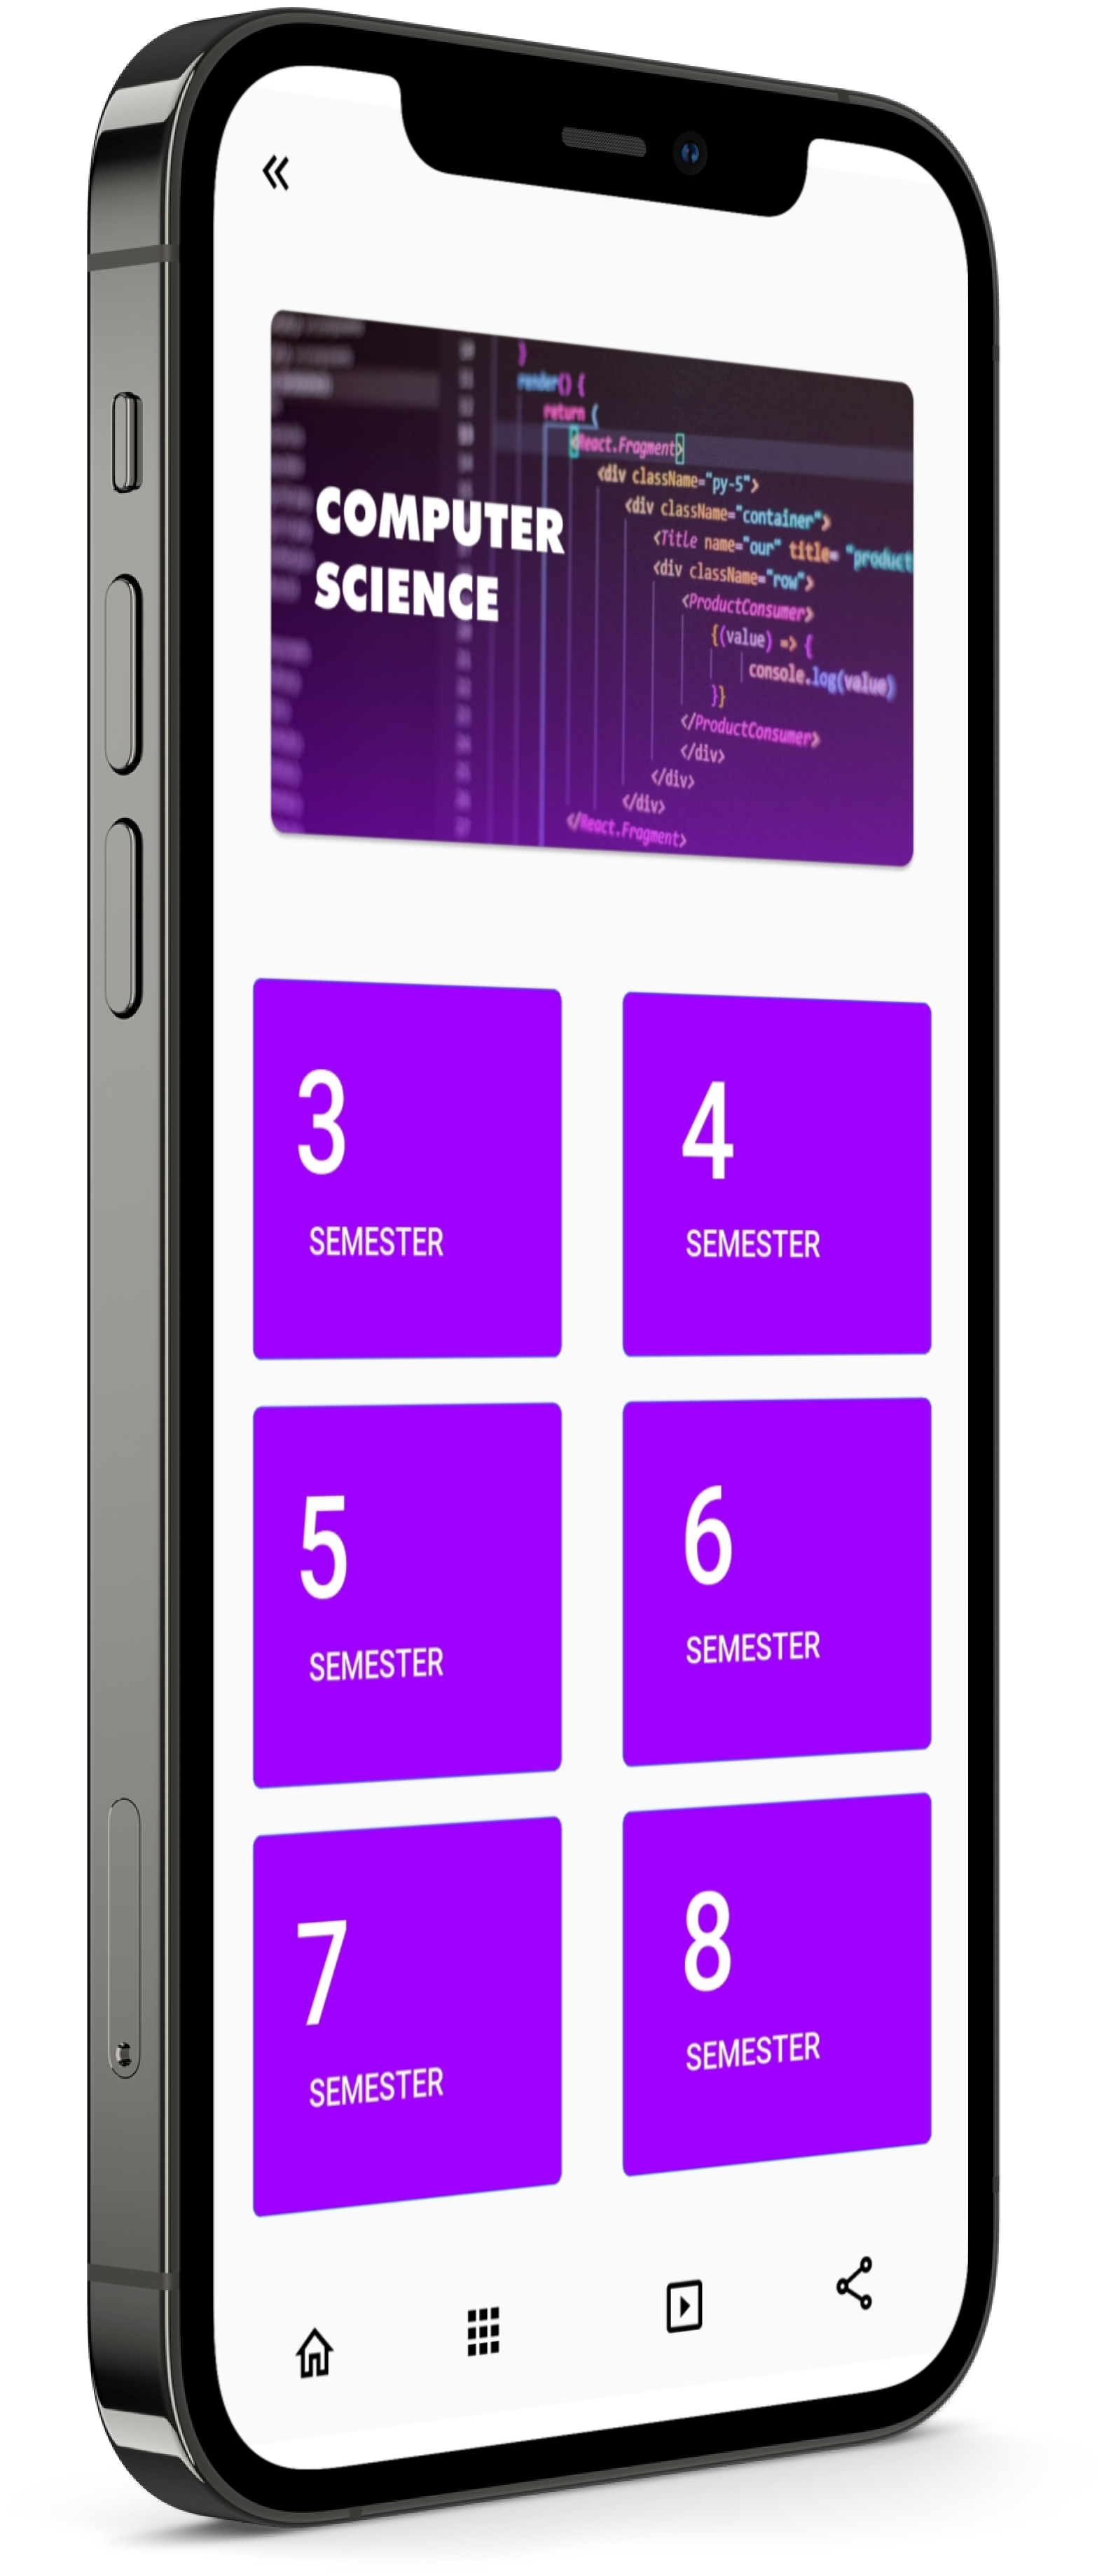 }
render() {
return (
<React.Fragment>
<div className="py-5">
<div className="container">
<Title name="our" title= "product
<div className="row">
<ProductConsumer>
{(value) => {
console.log(value)
}}
</ProductConsumer>
</div>
</div>
</div>
</React.Fragment>
COMPUTER
SCIENCE
3
SEMESTER
4
SEMESTER
5
SEMESTER
6
SEMESTER
7
SEMESTER
8
SEMESTER